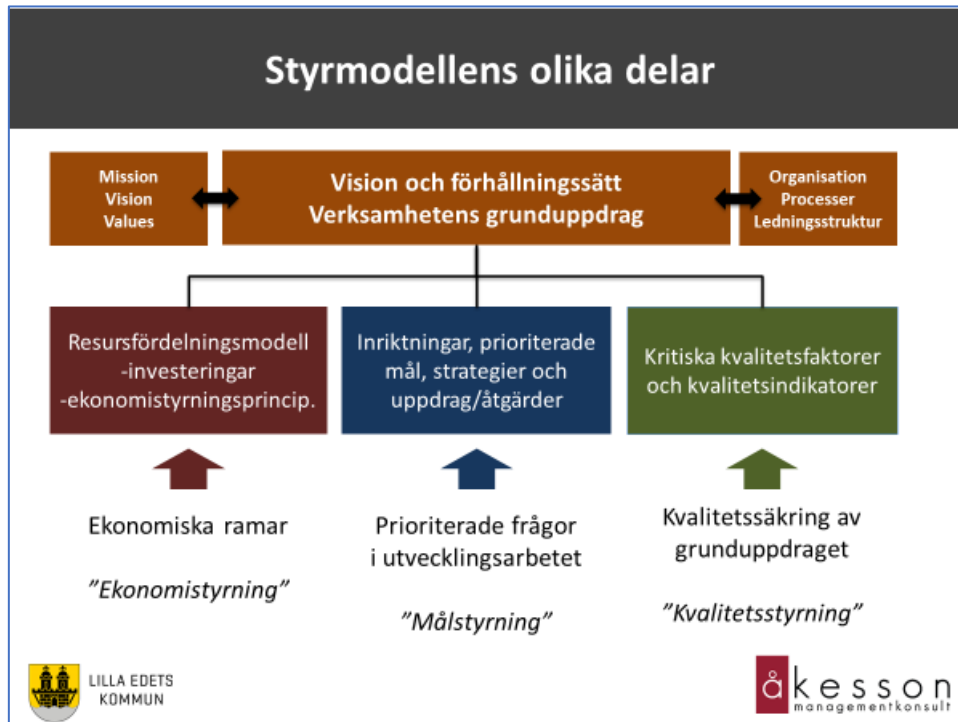 Styrmodellens olika delar
Mission
Vision
Values
Vision och förhållningssätt
Verksamhetens grunduppdrag
Organisation
Processer
Ledningsstruktur
Resursfördelningsmodell
-investeringar
-ekonomistyrningsprincip.
Inriktningar, prioriterade
mål, strategier och
uppdrag/åtgärder
Kritiska kvalitetsfaktorer
och kvalitetsindikatorer
Ekonomiska ramar
”Ekonomistyrning”
Prioriterade frågor
i utvecklingsarbetet
”Målstyrning”
Kvalitetssäkring av
grunduppdraget
”Kvalitetsstyrning”
LILLA EDETS
KOMMUN
åkesson
managementkonsult